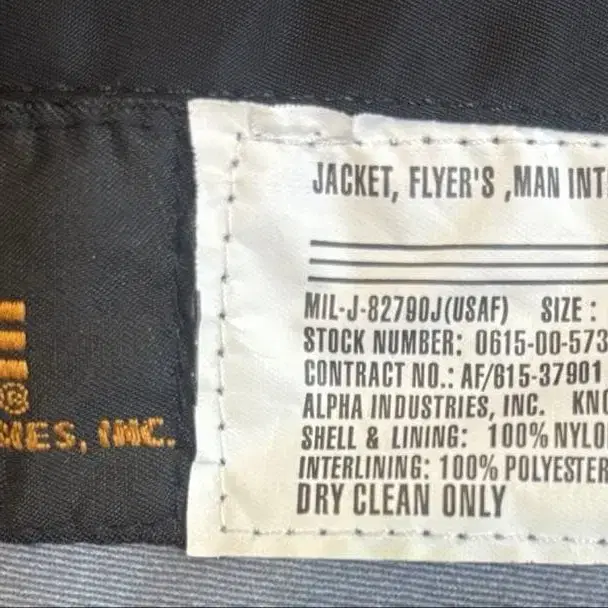 JACKET, FLYER'S ,MAN INT
MIL-J-82790J(USAF) SIZE :
STOCK NUMBER: 0615-00-573
CONTRACT NO.: AF/615-37901
ALPHA INDUSTRIES, INC. KNO
SHELL & LINING: 100% NYLO
INTERLINING: 100% POLYESTER
DRY CLEAN ONLY
®
MES, INC.